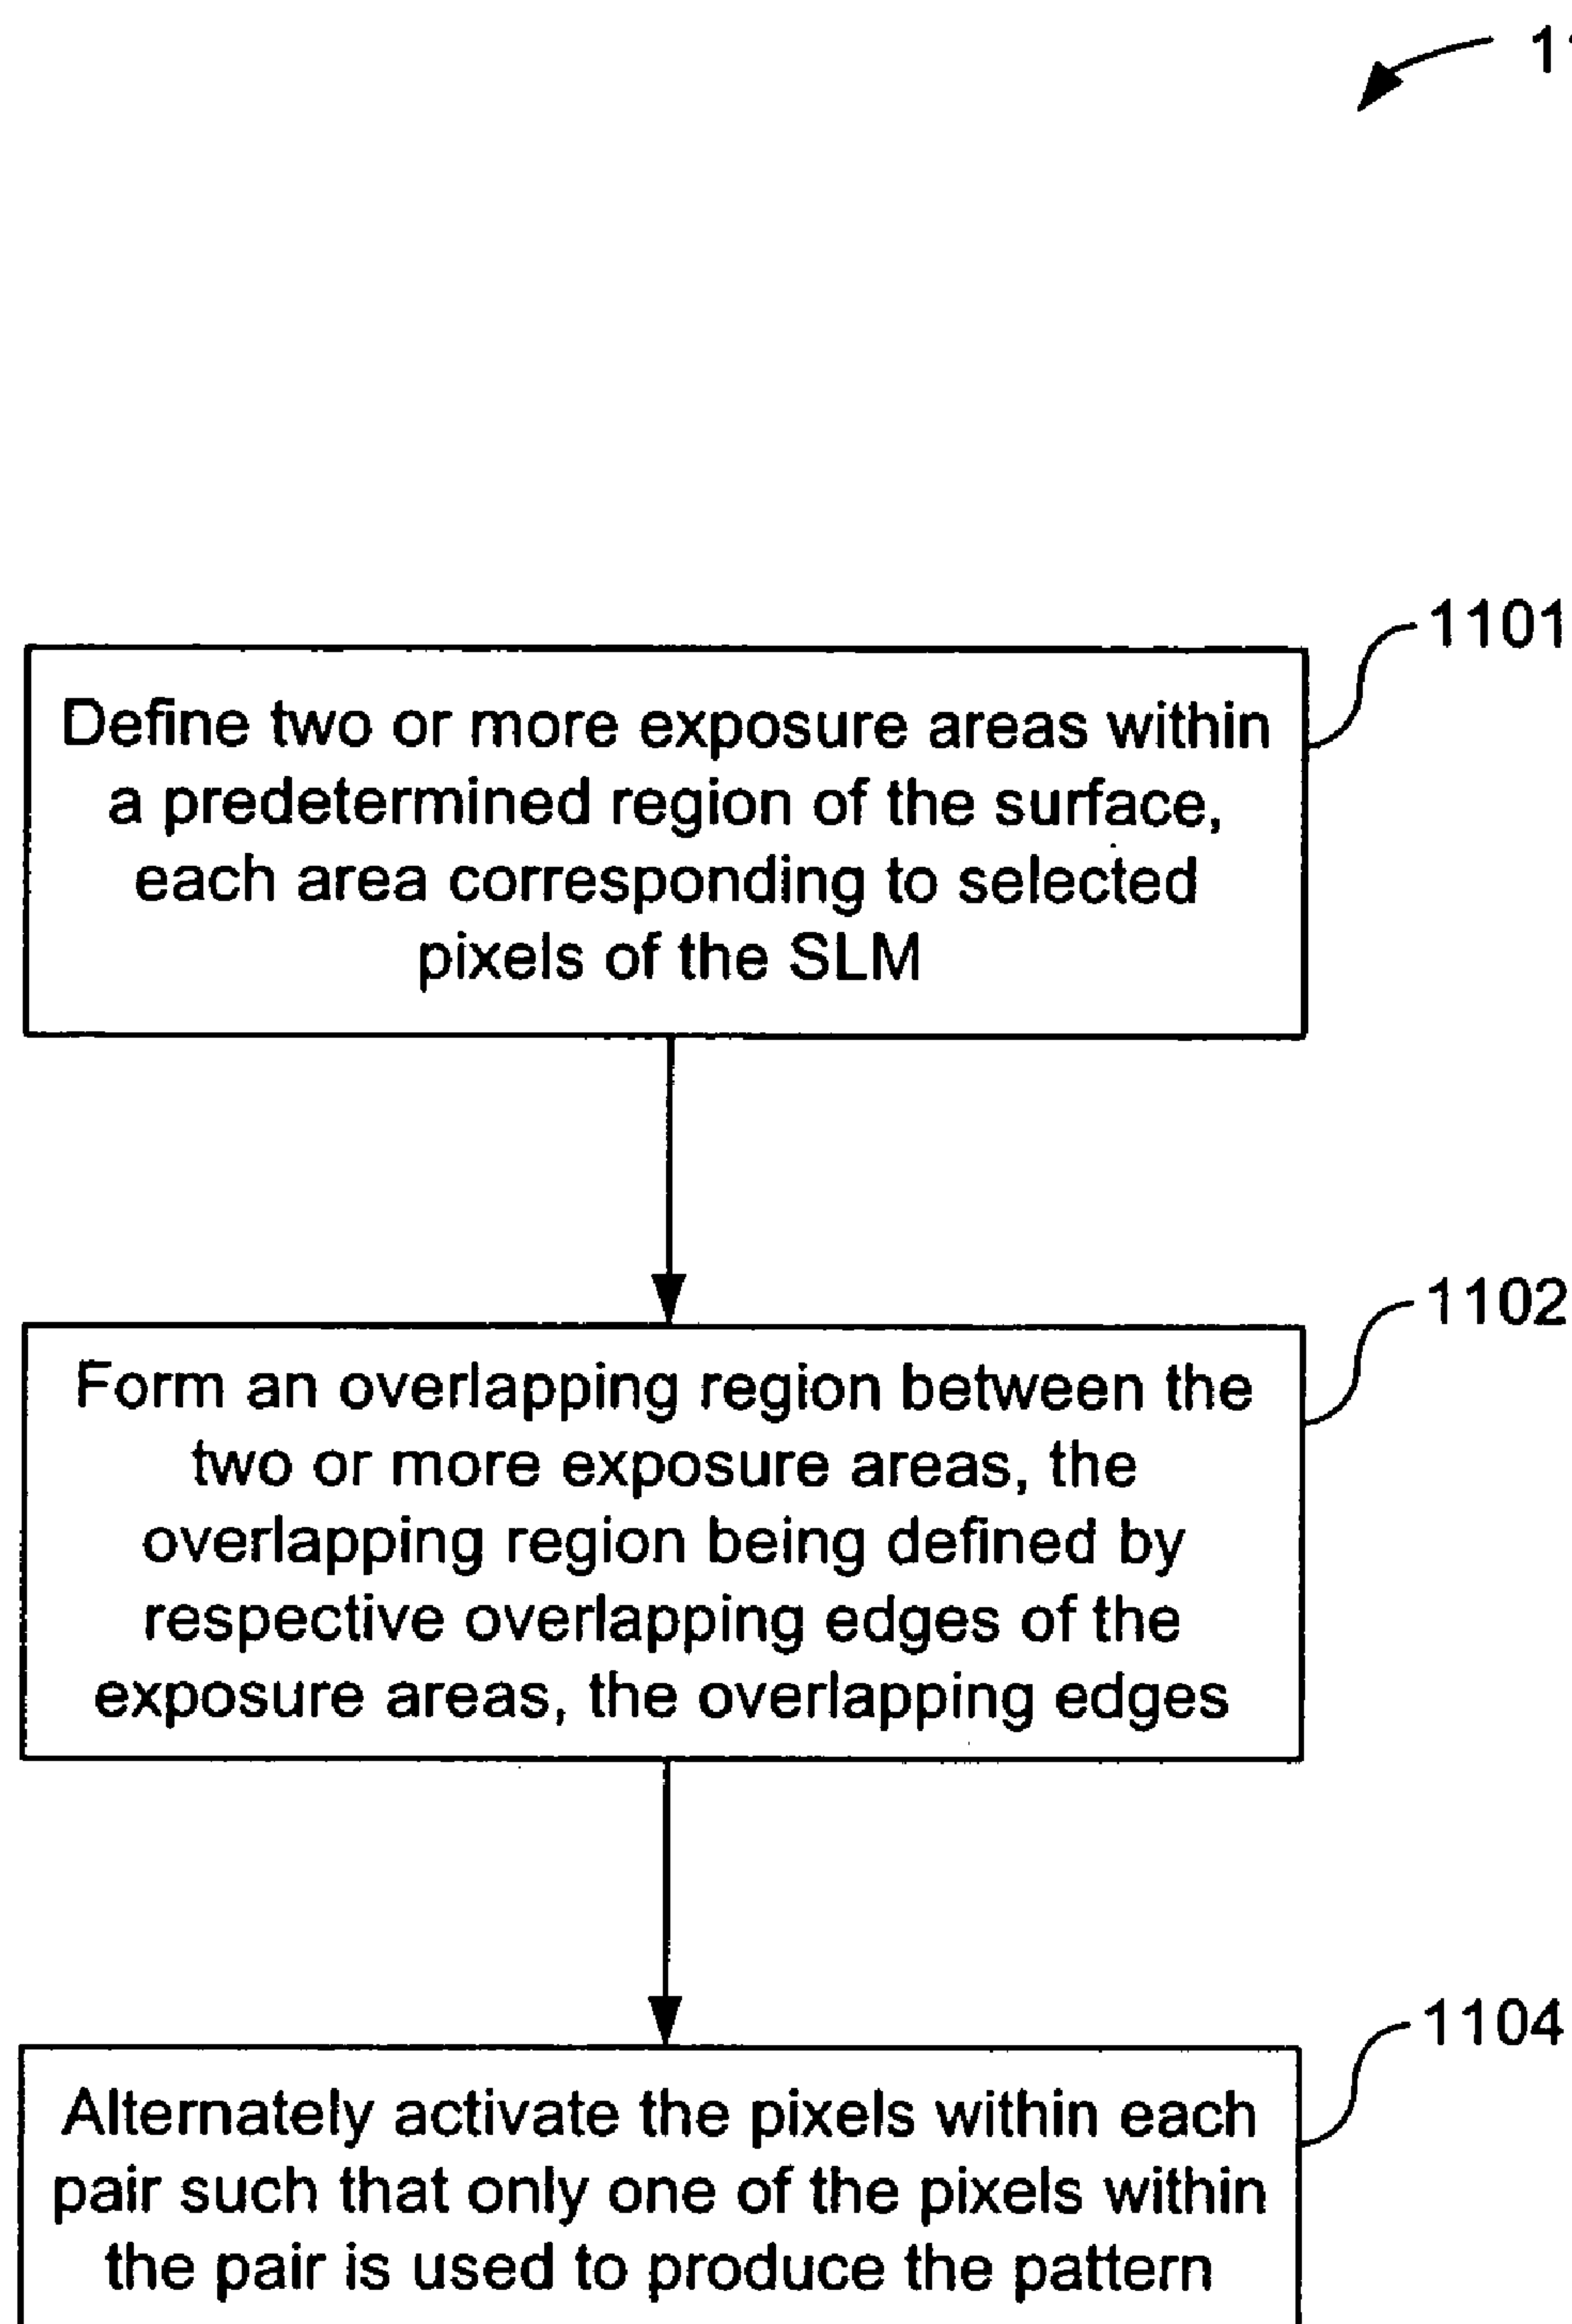 1101
Define two or more exposure areas within
a predetermined region of the surface,
each area corresponding to selected
pixels of the SLM
1102
Form an overlapping region between the
two or more exposure areas, the
overlapping region being defined by
respective overlapping edges of the
exposure areas, the overlapping edges
1104
Alternately activate the pixels within each
pair such that only one of the pixels within
the pair is used to produce the pattern